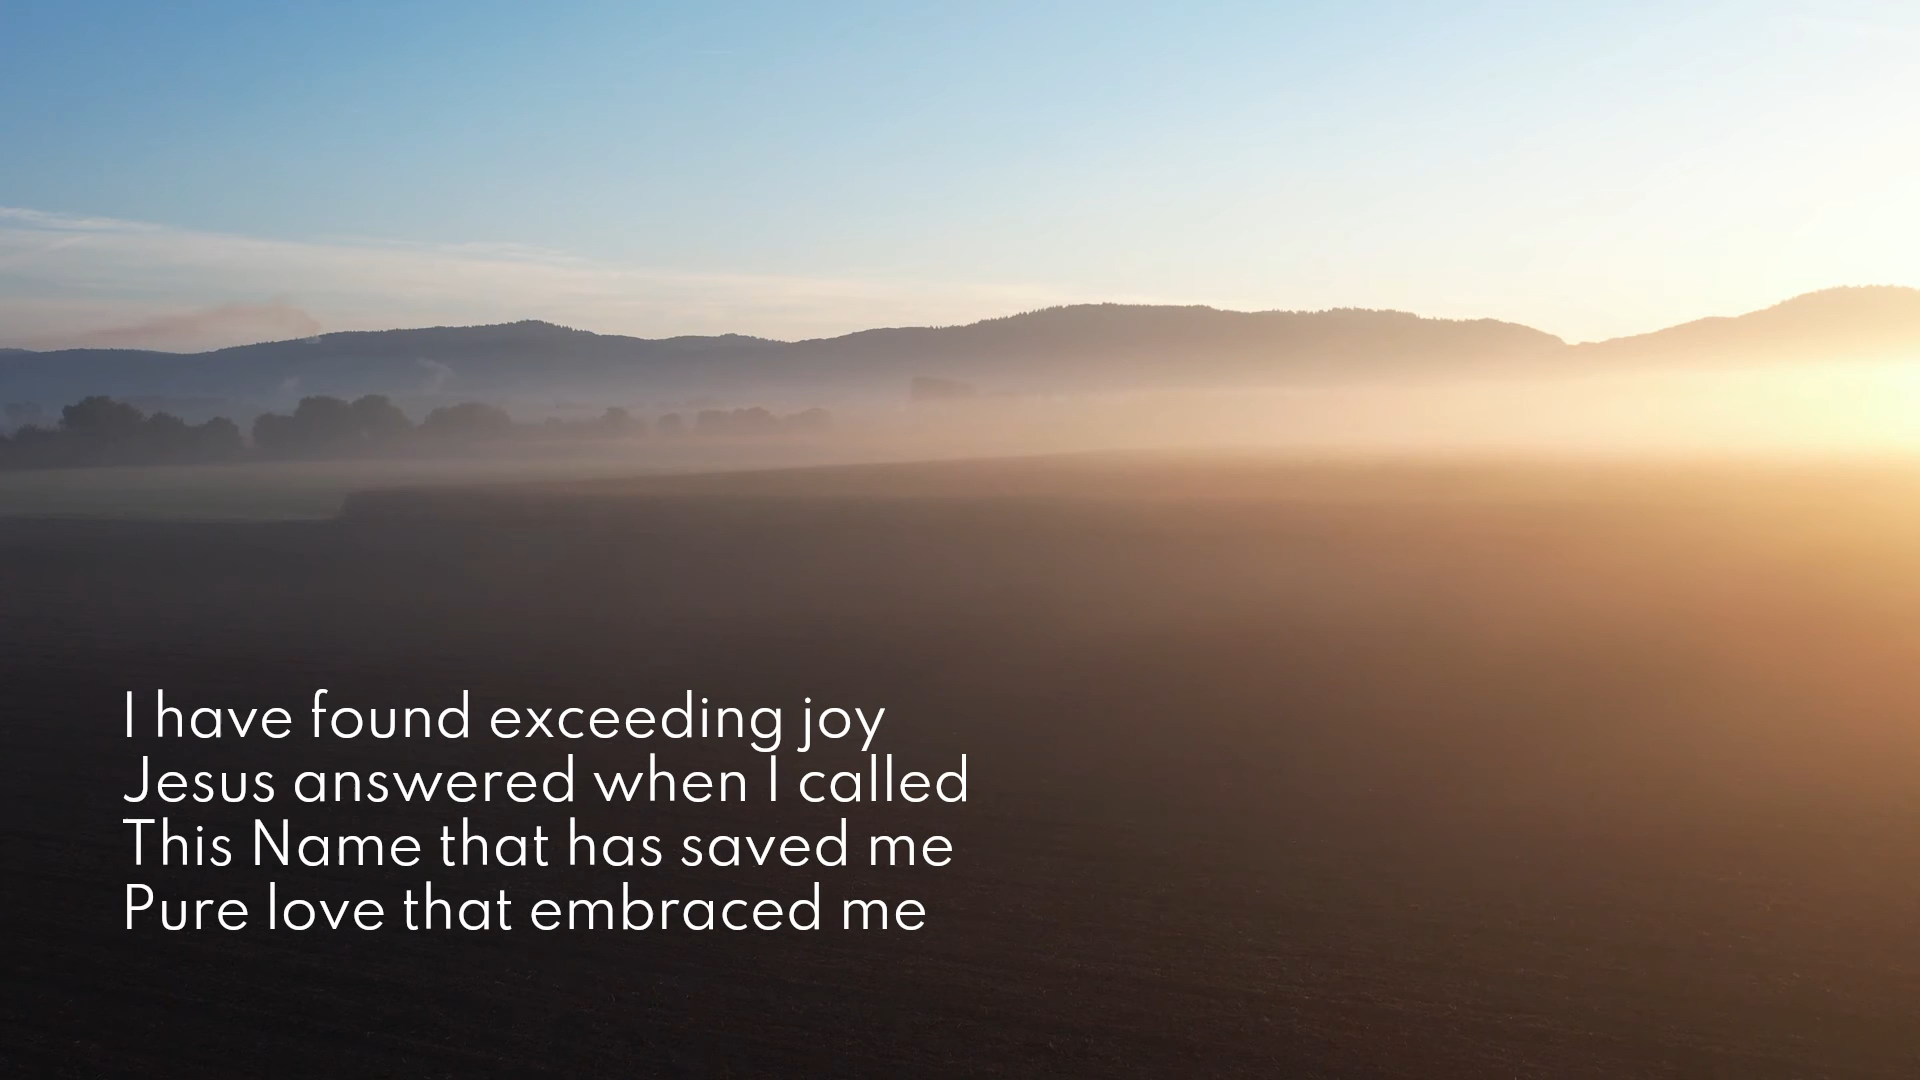 I have found exceeding joy
Jesus answered when I called
This Name that has saved me
Pure love that embraced me